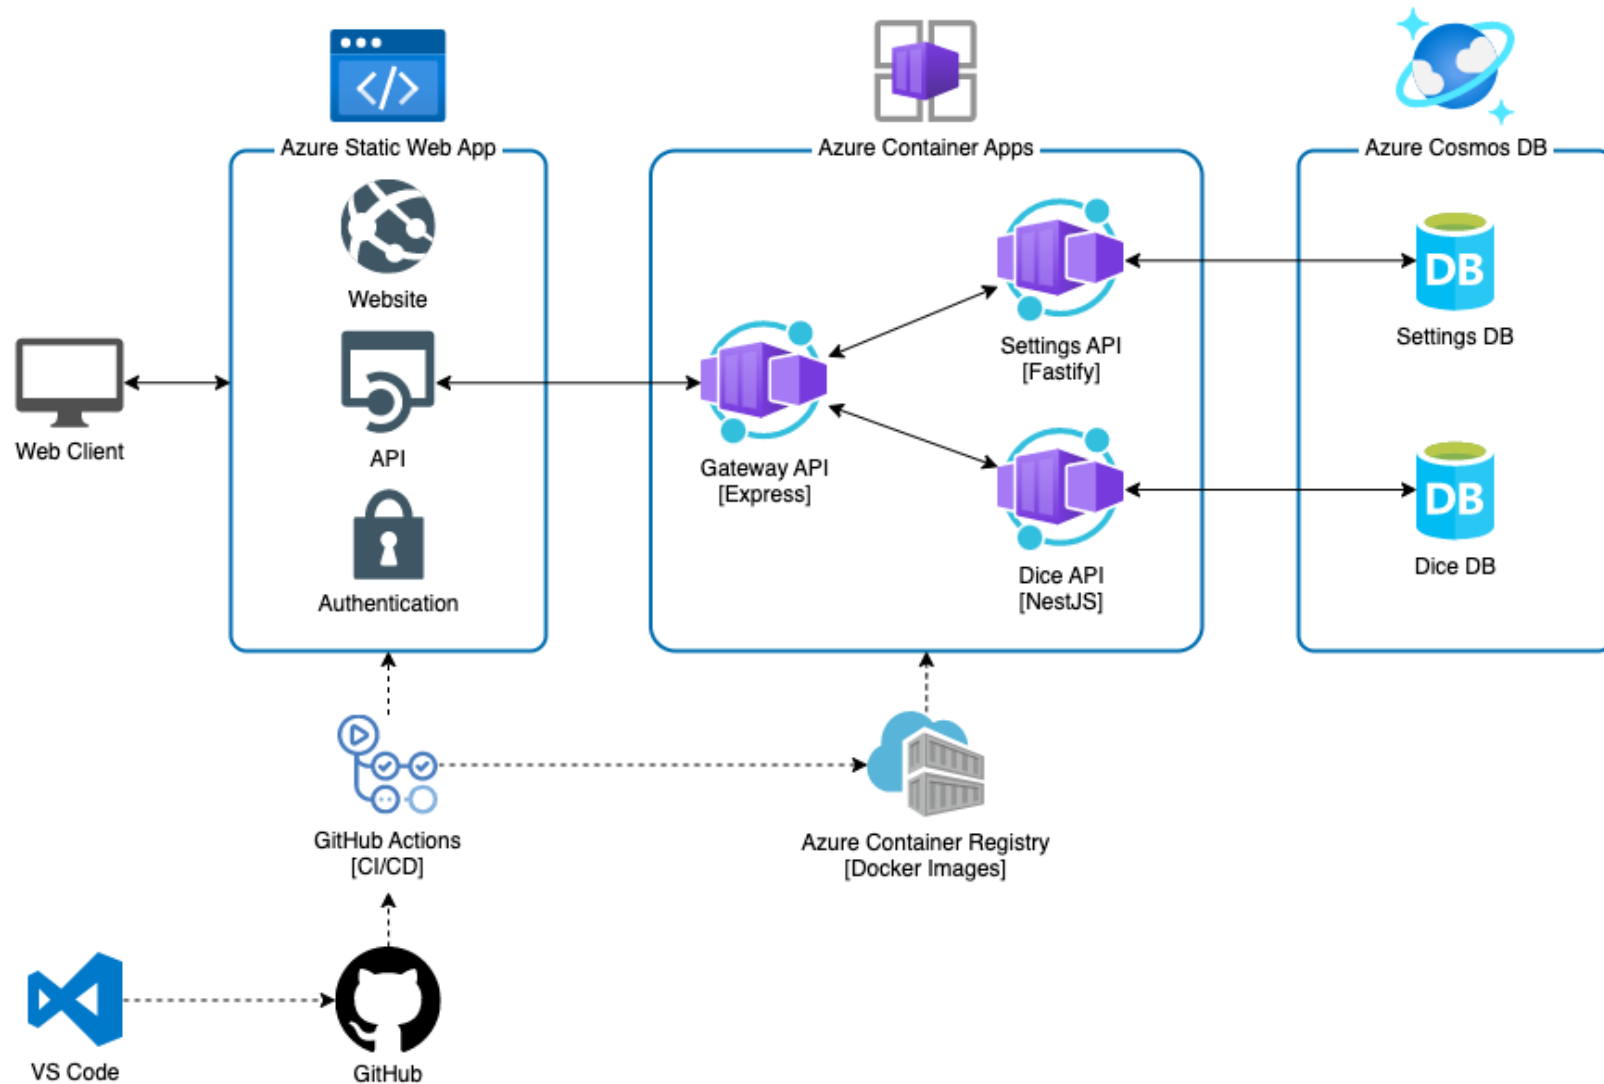 Azure Static Web App
Azure Container Apps
Azure Cosmos DB
Website
Settings API
[Fastify]
Settings DB
Web Client
API
Gateway API
[Express]
Authentication
Dice API
[NestJS]
DB
DB
Dice DB
GitHub Actions
[CI/CD]
Azure Container Registry
[Docker Images]
VS Code
GitHub